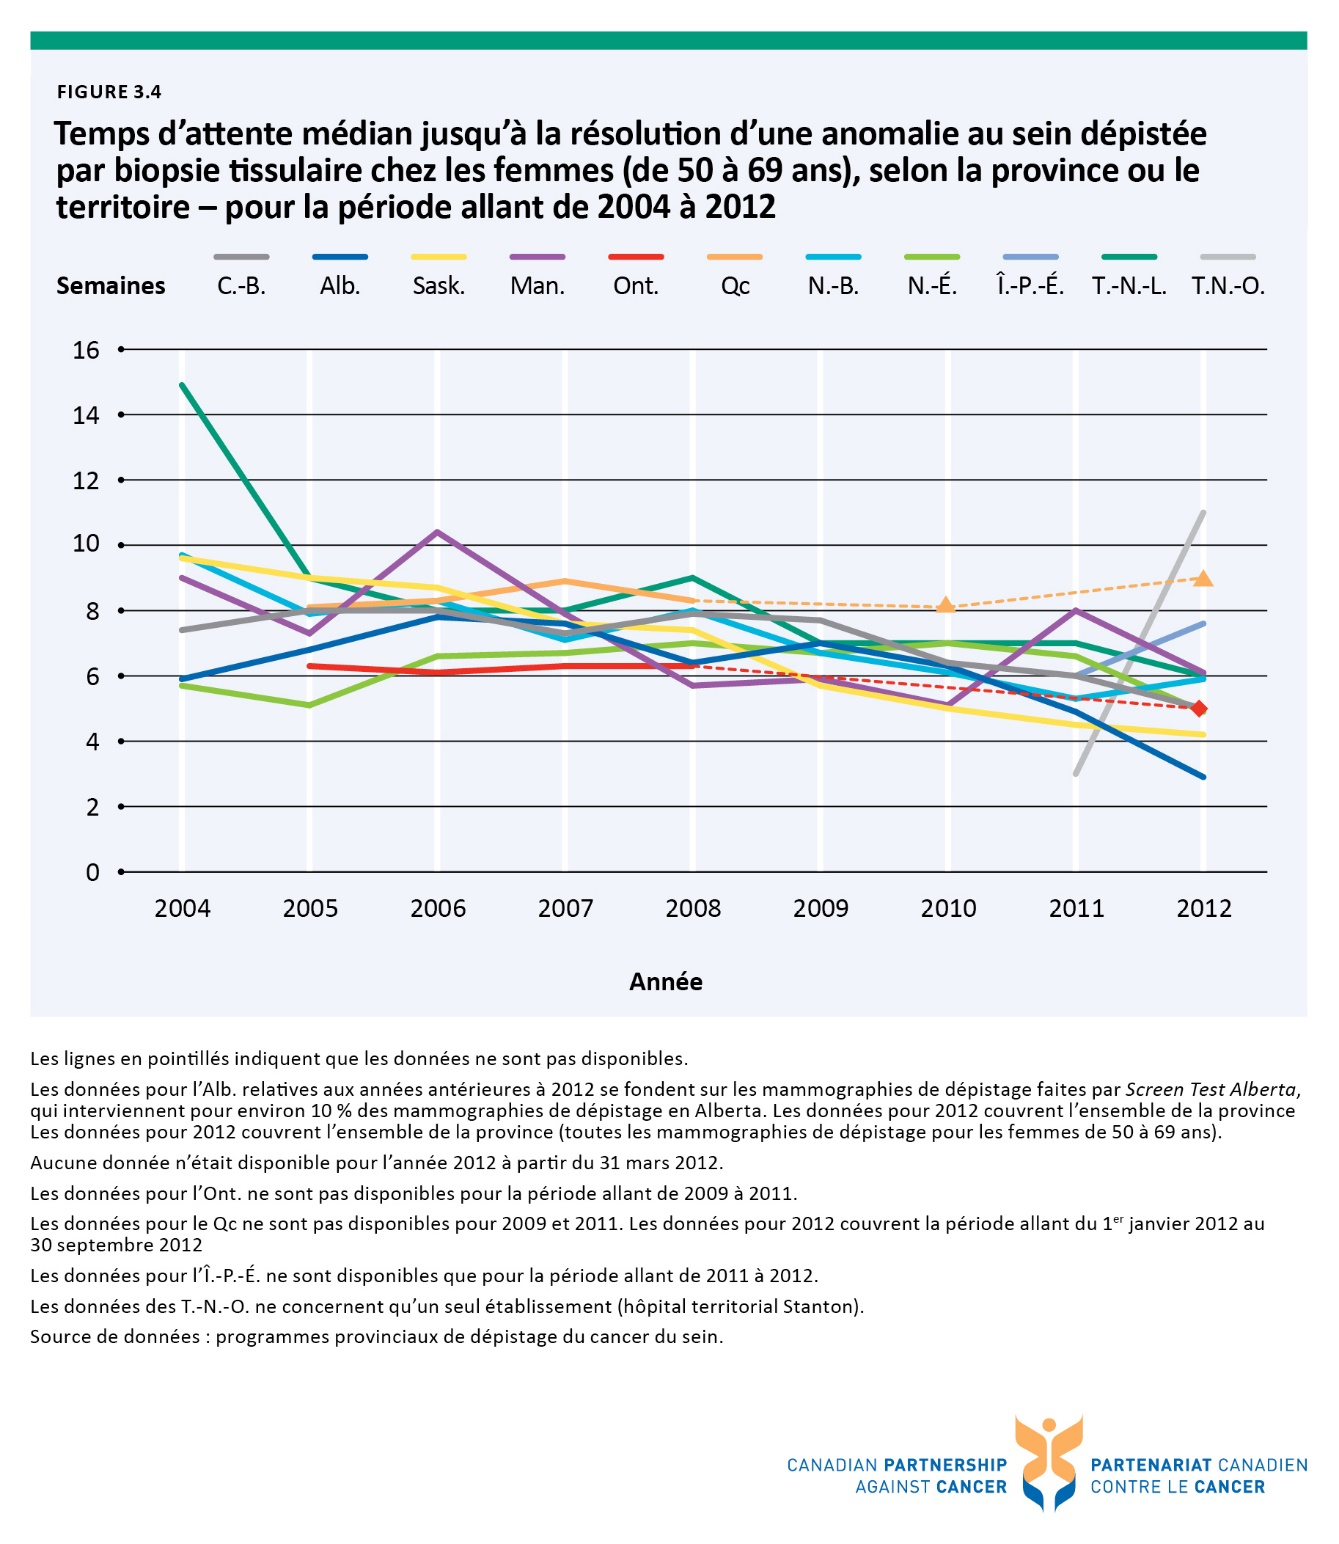 FIGURE 3.4
Temps d’attente médian jusqu’à la résolution d’une anomalie au sein dépistée
par biopsie tissulaire chez les femmes (de 50 à 69 ans), selon la province ou le
territoire – pour la période allant de 2004 à 2012
Semaines C.-B. Alb. Sask. Man. Ont. Qc N.-B. N.-É. Î.-P.-É. T.-N.-L. T.N.-O.
16
14
12
10
8
6
4
2
0
2004 2005 2006 2007 2008 2009 2010 2011 2012
Année
Les lignes en pointillés indiquent que les données ne sont pas disponibles.
Les données pour l’Alb. relatives aux années antérieures à 2012 se fondent sur les mammographies de dépistage faites par Screen Test Alberta,
qui interviennent pour environ 10 % des mammographies de dépistage en Alberta. Les données pour 2012 couvrent l’ensemble de la province
Les données pour 2012 couvrent l’ensemble de la province (toutes les mammographies de dépistage pour les femmes de 50 à 69 ans).
Aucune donnée n’était disponible pour l’année 2012 à partir du 31 mars 2012.
Les données pour l’Ont. ne sont pas disponibles pour la période allant de 2009 à 2011.
Les données pour le Qc ne sont pas disponibles pour 2009 et 2011. Les données pour 2012 couvrent la période allant du 1er janvier 2012 au
30 septembre 2012
Les données pour l’Î.-P.-É. ne sont disponibles que pour la période allant de 2011 à 2012.
Les données des T.-N.-O. ne concernent qu’un seul établissement (hôpital territorial Stanton).
Source de données : programmes provinciaux de dépistage du cancer du sein.
CANADIAN PARTNERSHIP
AGAINST CANCER
PARTENARIAT CANADIEN
CONTRE LE CANCER